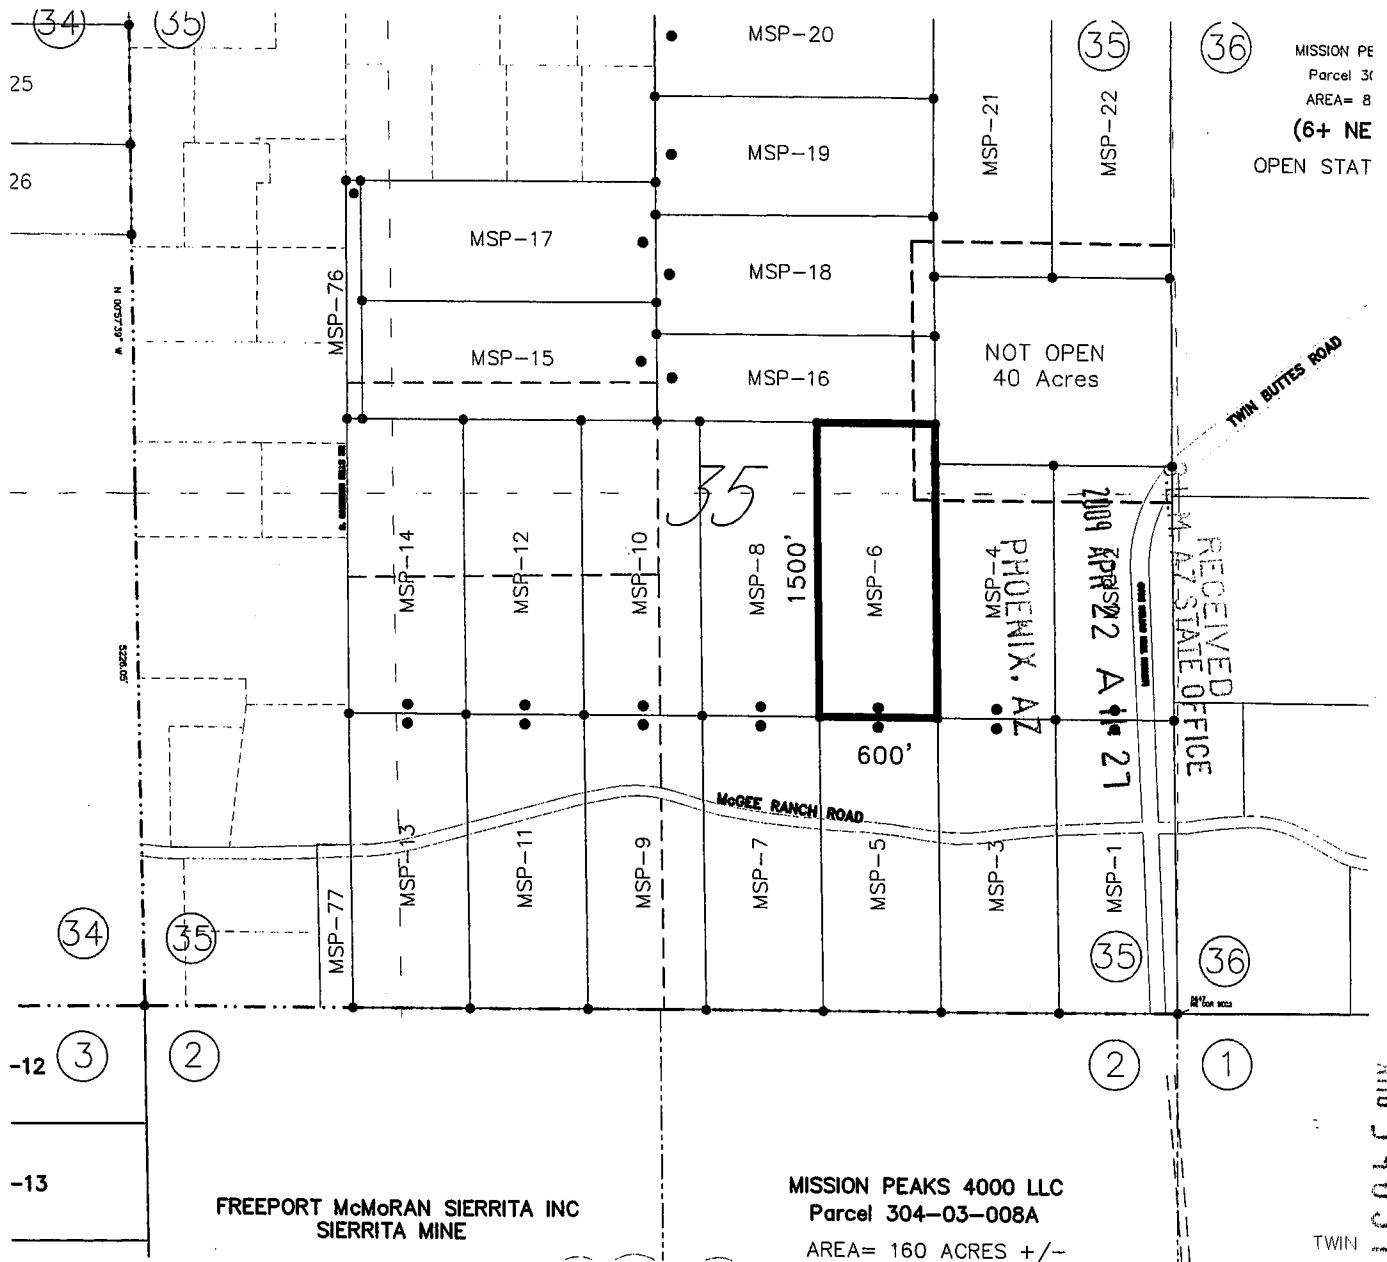 34
35
MSP-20
35
36
MISSION PE
Parcel 3(
AREA= 8
(6+ NE
OPEN STAT
25
26
MSP-21
MSP-22
MSP-19
MSP-17
MSP-18
MSP-76
N 00°57'39" W
MSP-15
MSP-16
NOT OPEN
40 Acres
TWIN BUTTES ROAD
35
MSP-14
MSP-12
MSP-10
MSP-8
1500'
MSP-6
MSP-4
600'
PHOENIX, AZ
2009 APR 22 A 11: 27
RECEIVED
BLM AZ STATE OFFICE
5226.05'
McGEE RANCH ROAD
MSP-77
MSP-13
MSP-11
MSP-9
MSP-7
MSP-5
MSP-3
MSP-1
34
35
35
36
-12
3
2
2
1
-13
FREEPORT McMoRAN SIERRITA INC
SIERRITA MINE
MISSION PEAKS 4000 LLC
Parcel 304-03-008A
AREA= 160 ACRES +/-
TWIN